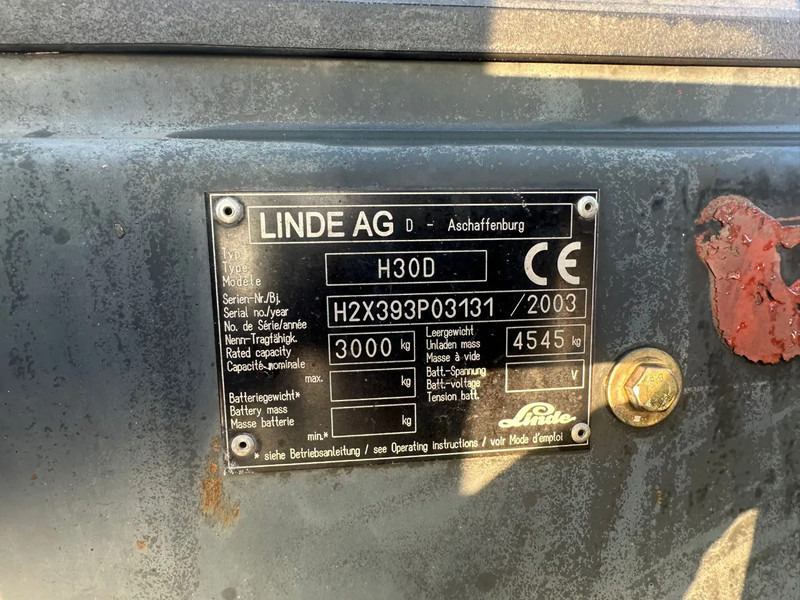 LINDE AG D - Aschaffenburg
Typ
Type
Modele
H30D
CE
Serien-Nr./Bj.
Serial no./year
No. de Série/année
H2X393P03131 /2003
Nenn-Tragfähigk.
Rated capacity
Capacité nominale
3000 kg
Leergewicht
Unladen mass
Masse à vide
4545 kg
max. kg
Batt.-Spannung
Batt.-voltage
Tension batt.
V
Batteriegewicht*
Battery mass
Masse batterie
min.* kg
Linde
* siehe Betriebsanleitung / see Operating instructions / voir Mode d'emploi